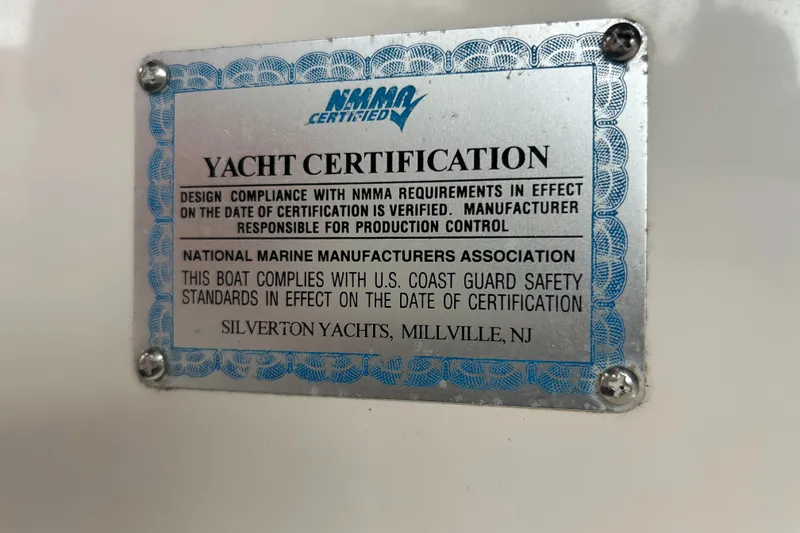 NMMA
CERTIFIED
YACHT CERTIFICATION
DESIGN COMPLIANCE WITH NMMA REQUIREMENTS IN EFFECT
ON THE DATE OF CERTIFICATION IS VERIFIED. MANUFACTURER
RESPONSIBLE FOR PRODUCTION CONTROL
NATIONAL MARINE MANUFACTURERS ASSOCIATION
THIS BOAT COMPLIES WITH U.S. COAST GUARD SAFETY
STANDARDS IN EFFECT ON THE DATE OF CERTIFICATION
SILVERTON YACHTS, MILLVILLE, NJ